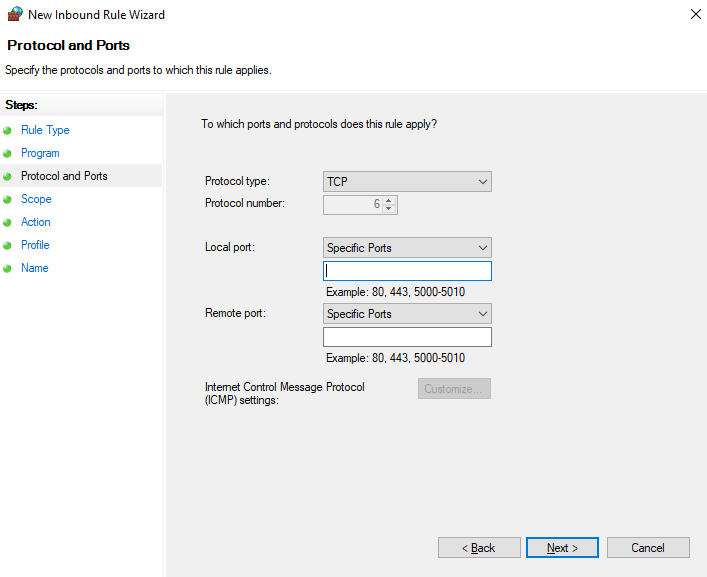 New Inbound Rule Wizard
Protocol and Ports
Specify the protocols and ports to which this rule applies.
Steps:
Rule Type
Program
Protocol and Ports
Scope
Action
Profile
Name
To which ports and protocols does this rule apply?
Protocol type: TCP
Protocol number: 6
Local port: Specific Ports
Example: 80, 443, 5000-5010
Remote port: Specific Ports
Example: 80, 443, 5000-5010
Internet Control Message Protocol Customize...
(ICMP) settings:
< Back Next > Cancel